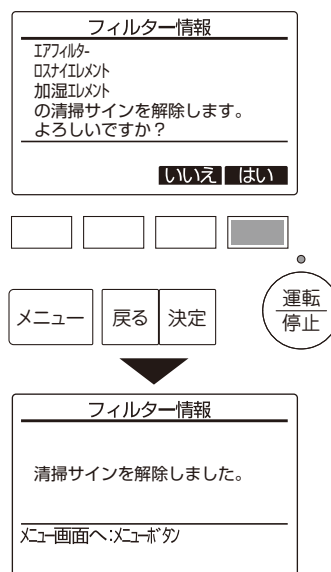 フィルター情報
エアフィルター
ロスナイエレメント
加湿エレメント
の清掃サインを解除します。
よろしいですか？
いいえ はい
メニュー 戻る 決定 運転
停止
フィルター情報
清掃サインを解除しました。
メニュー画面へ:メニューボタン